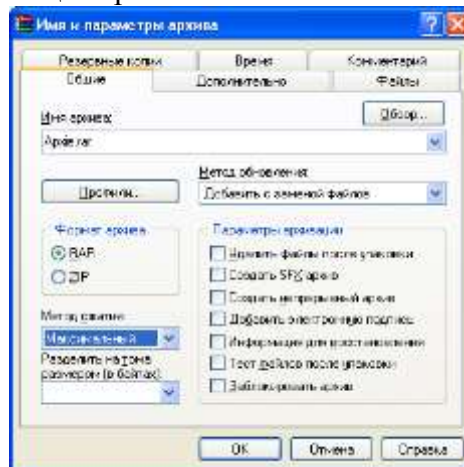 Имя и параметры архива
Резервные копии Время Комментарий
Общие Дополнительно Файлы
Имя архива:
Обзор...
Архив.rar
Метод обновления
Профили...
Добавить с заменой файлов
Формат архива
RAR
ZIP
Параметры архивации
Удалить файлы после упаковки
Создать SFX архив
Создать непрерывный архив
Добавить электронную подпись
Информация для восстановления
Тест файлов после упаковки
Заблокировать архив
Метод сжатия
Максимальный
Разделить на тома
размером (в байтах)
OK Отмена Справка